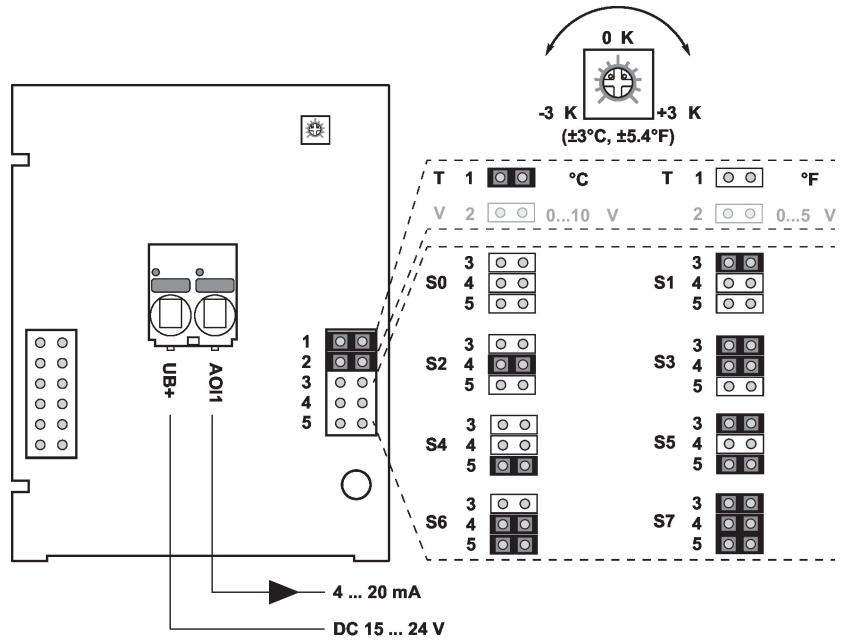 0 K
-3 K
+3 K
(±3°C, ±5.4°F)
T 1 °C
T 1 °F
V 2 0...10 V
2 0...5 V
S0 3 4 5
S1 3 4 5
S2 3 4 5
S3 3 4 5
S4 3 4 5
S5 3 4 5
S6 3 4 5
S7 3 4 5
1
2
3
4
5
UB+
AOI1
4 ... 20 mA
DC 15 ... 24 V